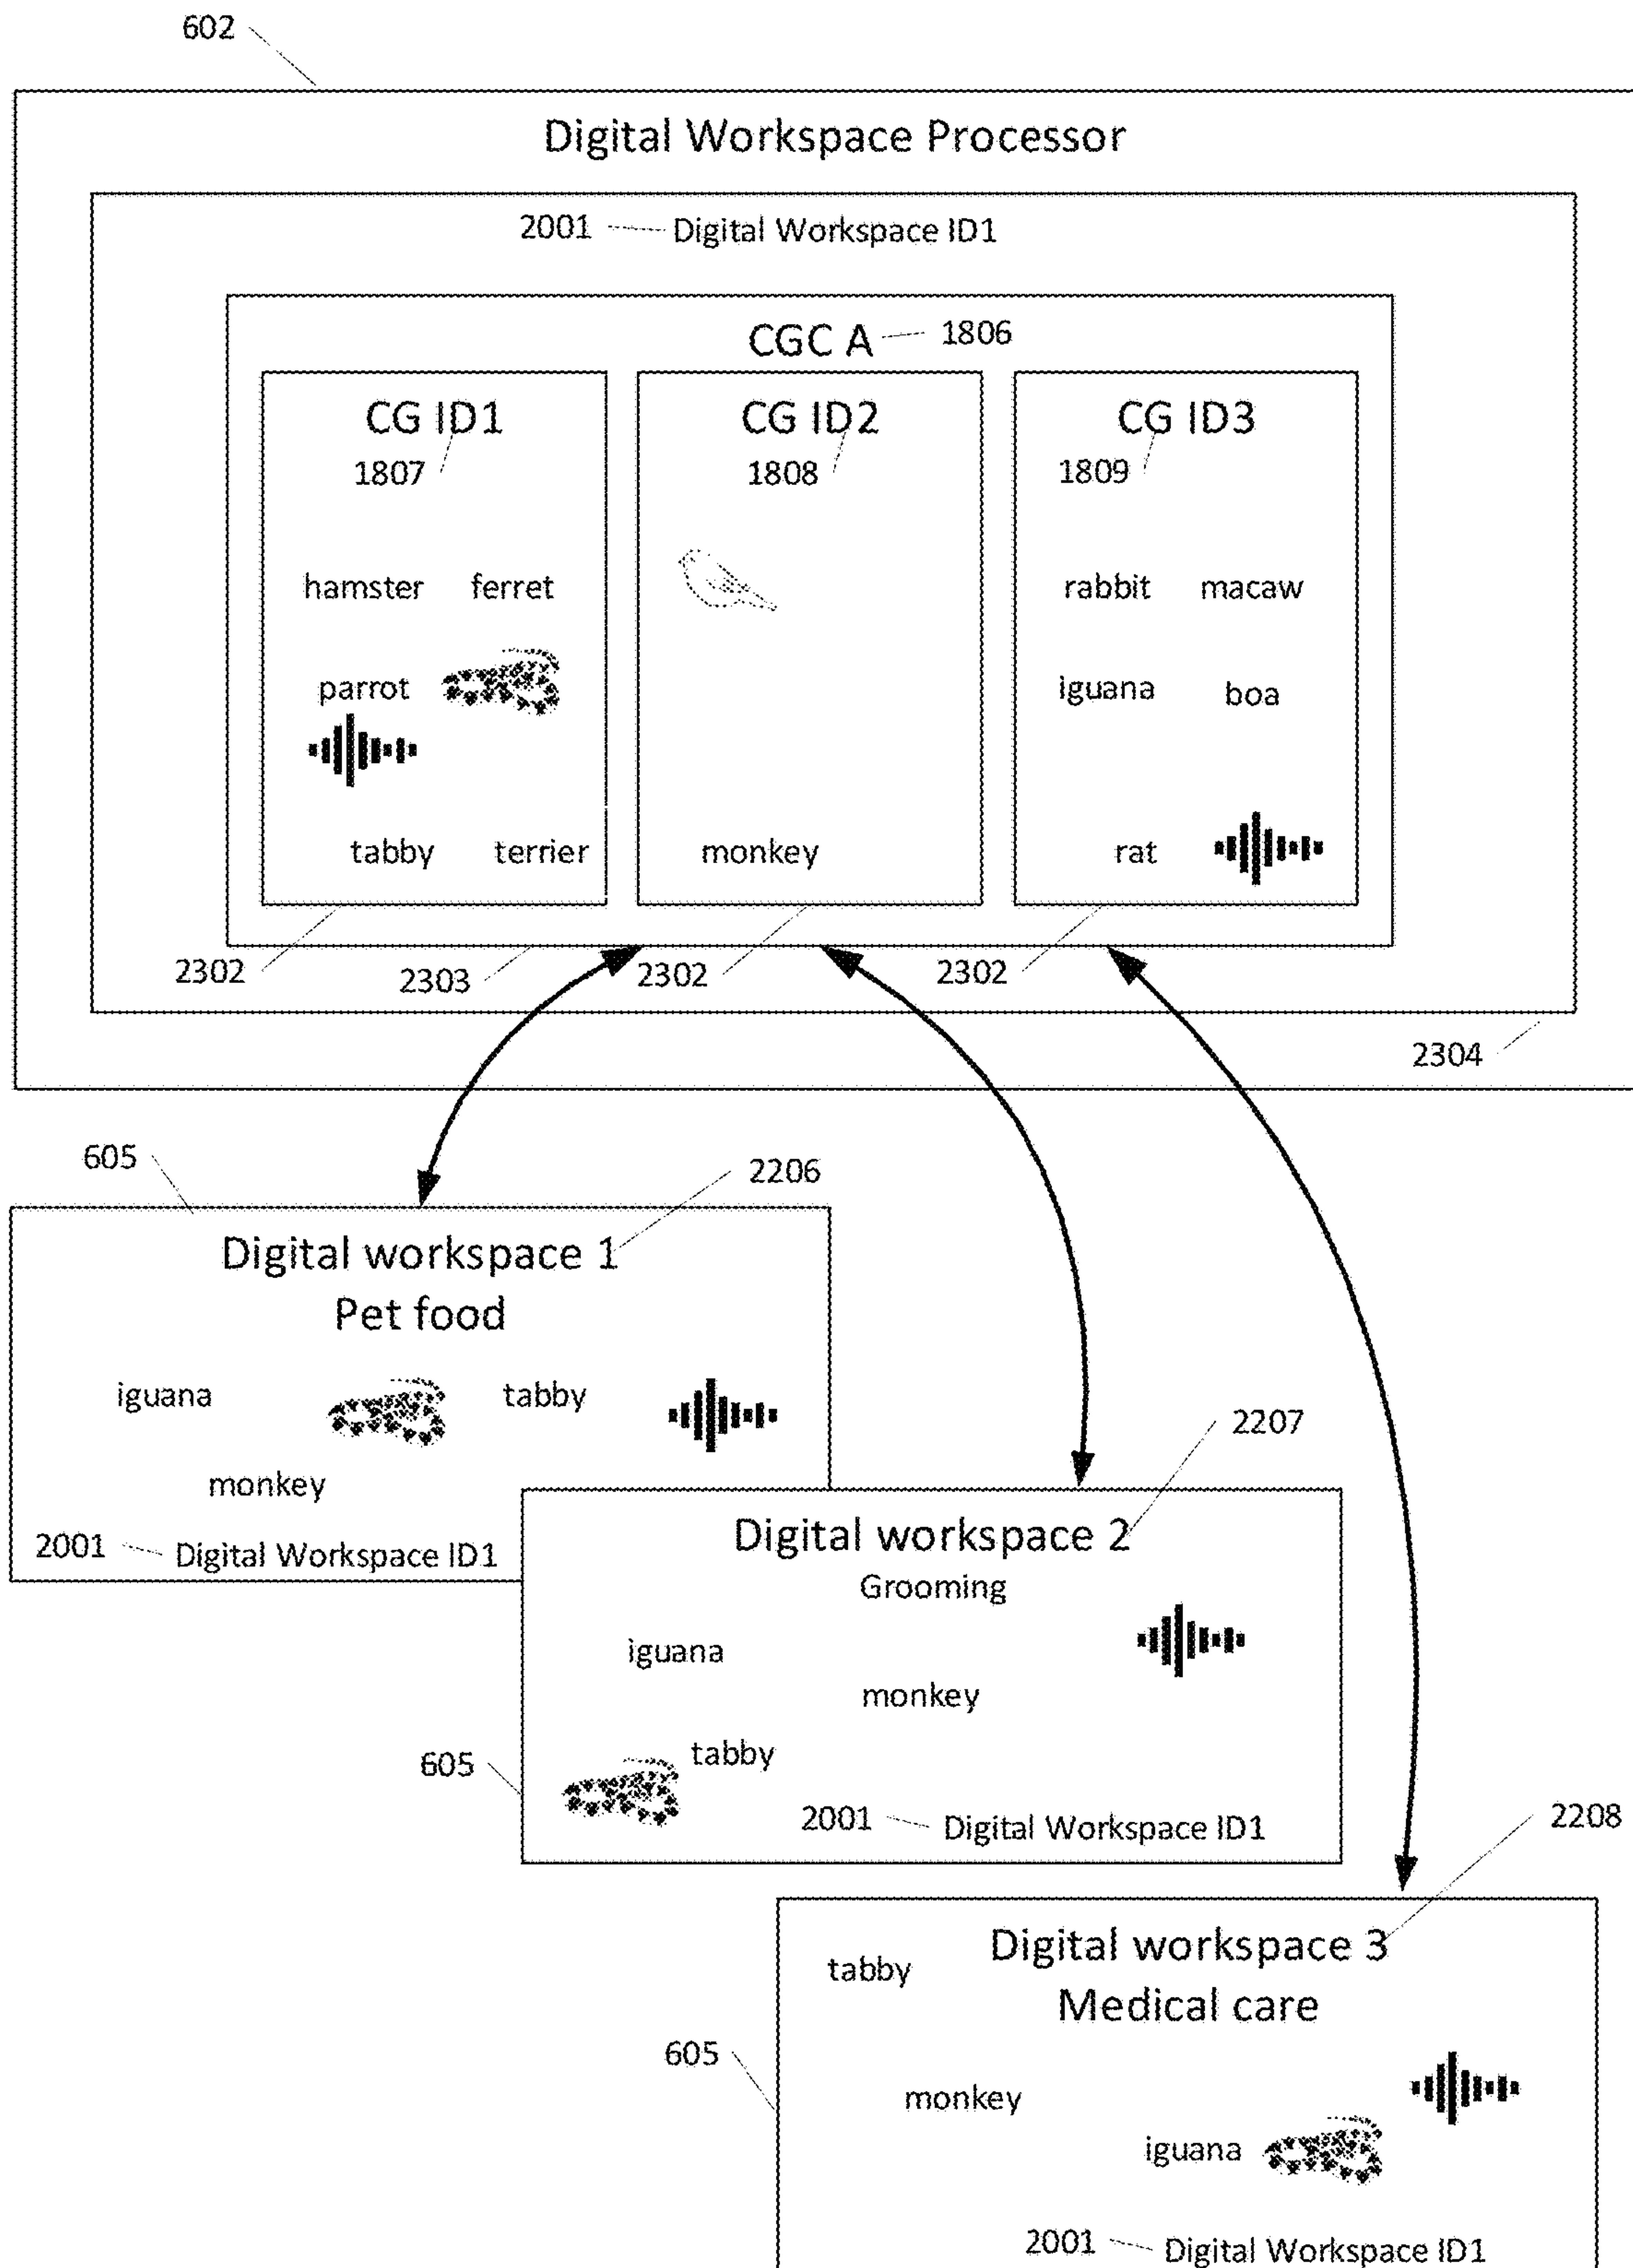 602
Digital Workspace Processor
2001 Digital Workspace ID1
CGC A 1806
CG ID1 CG ID2 CG ID3
1807 1808 1809
hamster ferret rabbit macaw
parrot iguana boa
tabby terrier monkey rat
2302 2303 2302 2302
2304
605 2206
Digital workspace 1
Pet food
iguana tabby
2207
monkey
Digital workspace 2
2001 Digital Workspace ID1
Grooming
iguana
monkey
tabby
605
2001 Digital Workspace ID1
2208
Digital workspace 3
tabby
Medical care
605
monkey
iguana
2001 Digital Workspace ID1